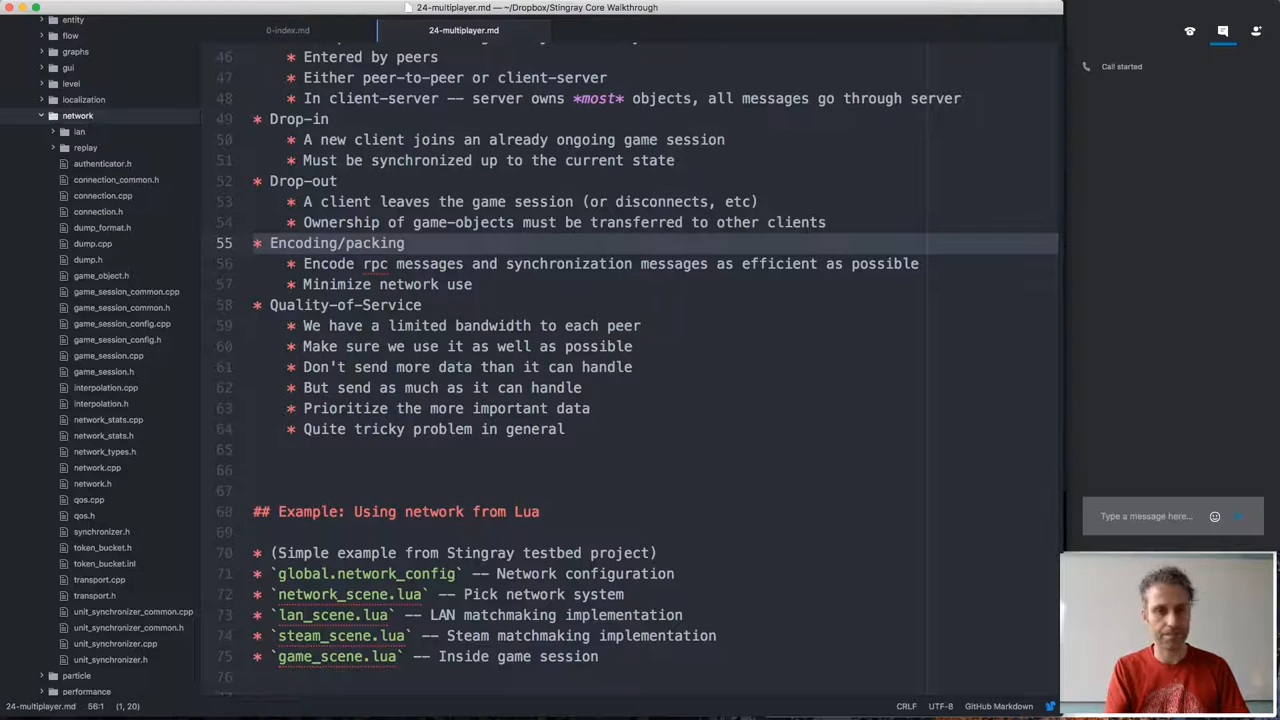 24-multiplayer.md — ~/Dropbox/Stingray Core Walkthrough
entity
flow
graphs
gui
level
localization
network
lan
replay
authenticator.h
connection_common.h
connection.cpp
connection.h
dump_format.h
dump.cpp
dump.h
game_object.h
game_session_common.cpp
game_session_common.h
game_session_config.cpp
game_session_config.h
game_session.cpp
game_session.h
interpolation.cpp
interpolation.h
network_stats.cpp
network_stats.h
network_types.h
network.cpp
network.h
qos.cpp
qos.h
synchronizer.h
token_bucket.h
token_bucket.inl
transport.cpp
transport.h
unit_synchronizer_common.cpp
unit_synchronizer_common.h
unit_synchronizer.cpp
unit_synchronizer.h
particle
performance
0-index.md
24-multiplayer.md
46 * Entered by peers
47 * Either peer-to-peer or client-server
48 * In client-server -- server owns *most* objects, all messages go through server
49 * Drop-in
50 * A new client joins an already ongoing game session
51 * Must be synchronized up to the current state
52 * Drop-out
53 * A client leaves the game session (or disconnects, etc)
54 * Ownership of game-objects must be transferred to other clients
55 * Encoding/packing
56 * Encode rpc messages and synchronization messages as efficient as possible
57 * Minimize network use
58 * Quality-of-Service
59 * We have a limited bandwidth to each peer
60 * Make sure we use it as well as possible
61 * Don't send more data than it can handle
62 * But send as much as it can handle
63 * Prioritize the more important data
64 * Quite tricky problem in general
65
66
67
68 ## Example: Using network from Lua
69
70 * (Simple example from Stingray testbed project)
71 * `global.network_config` -- Network configuration
72 * `network_scene.lua` -- Pick network system
73 * `lan_scene.lua` -- LAN matchmaking implementation
74 * `steam_scene.lua` -- Steam matchmaking implementation
75 * `game_scene.lua` -- Inside game session
76
24-multiplayer.md 56:1 (1, 20)
CRLF UTF-8 GitHub Markdown
Call started
Type a message here...